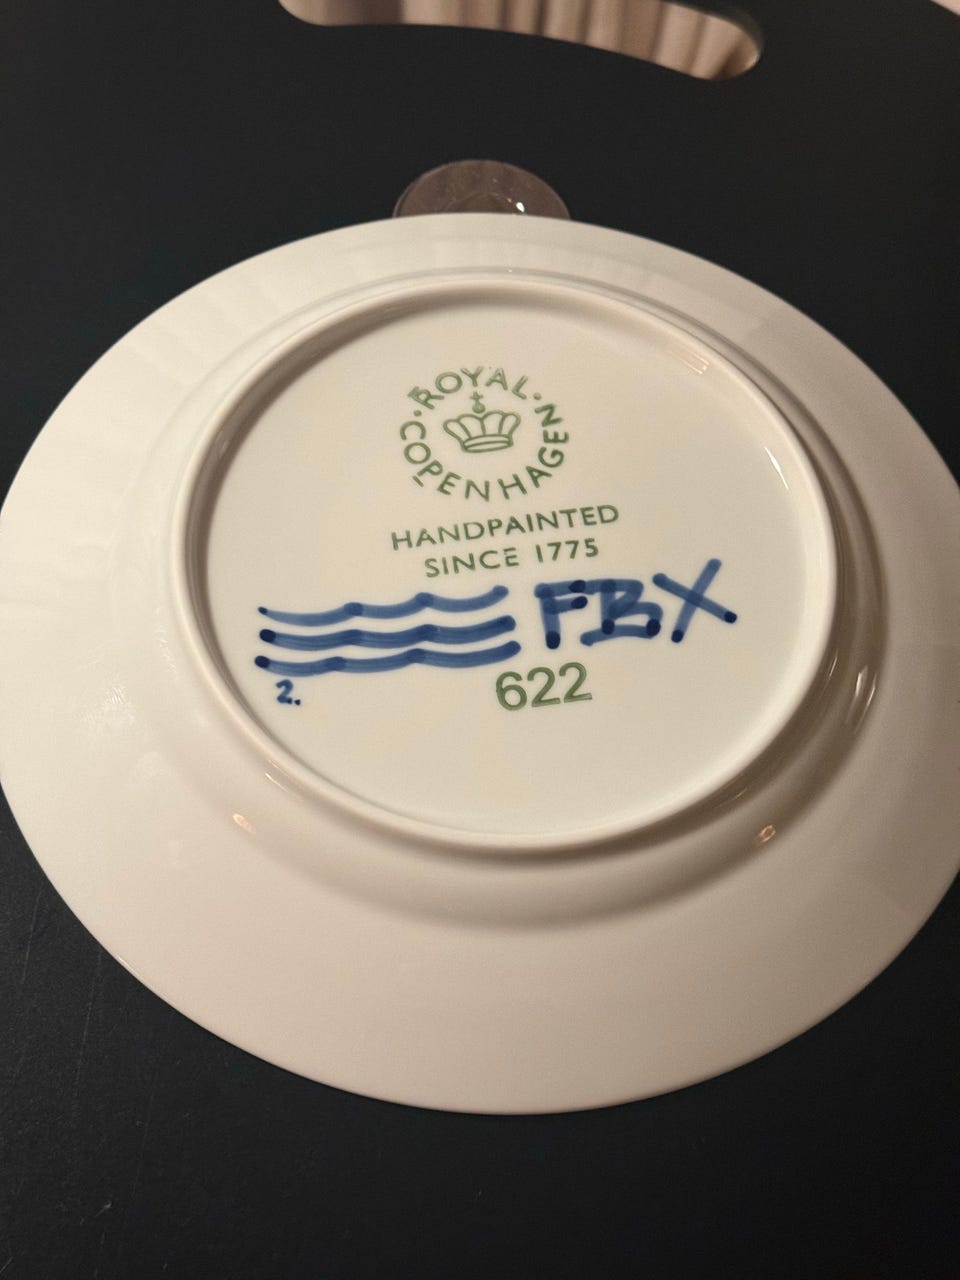 ROYAL
COPENHAGEN
HANDPAINTED
SINCE 1775
FBX
2.
622